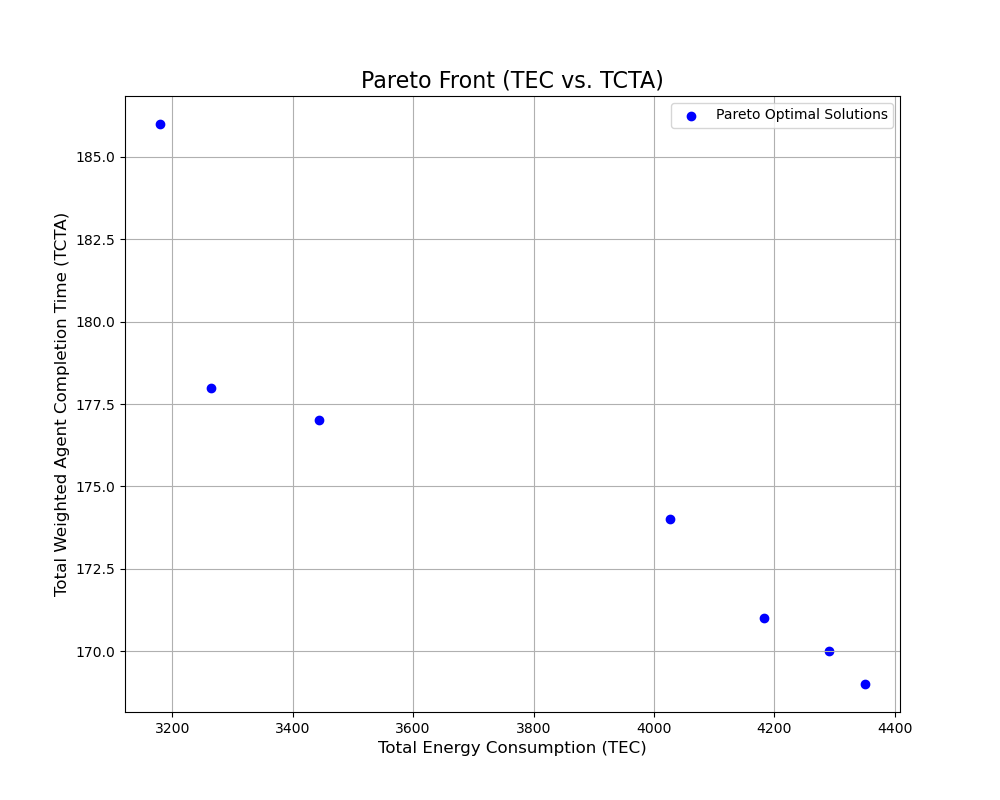 Pareto Front (TEC vs. TCTA)
Pareto Optimal Solutions
Total Weighted Agent Completion Time (TCTA)
185.0
182.5
180.0
177.5
175.0
172.5
170.0
3200 3400 3600 3800 4000 4200 4400
Total Energy Consumption (TEC)